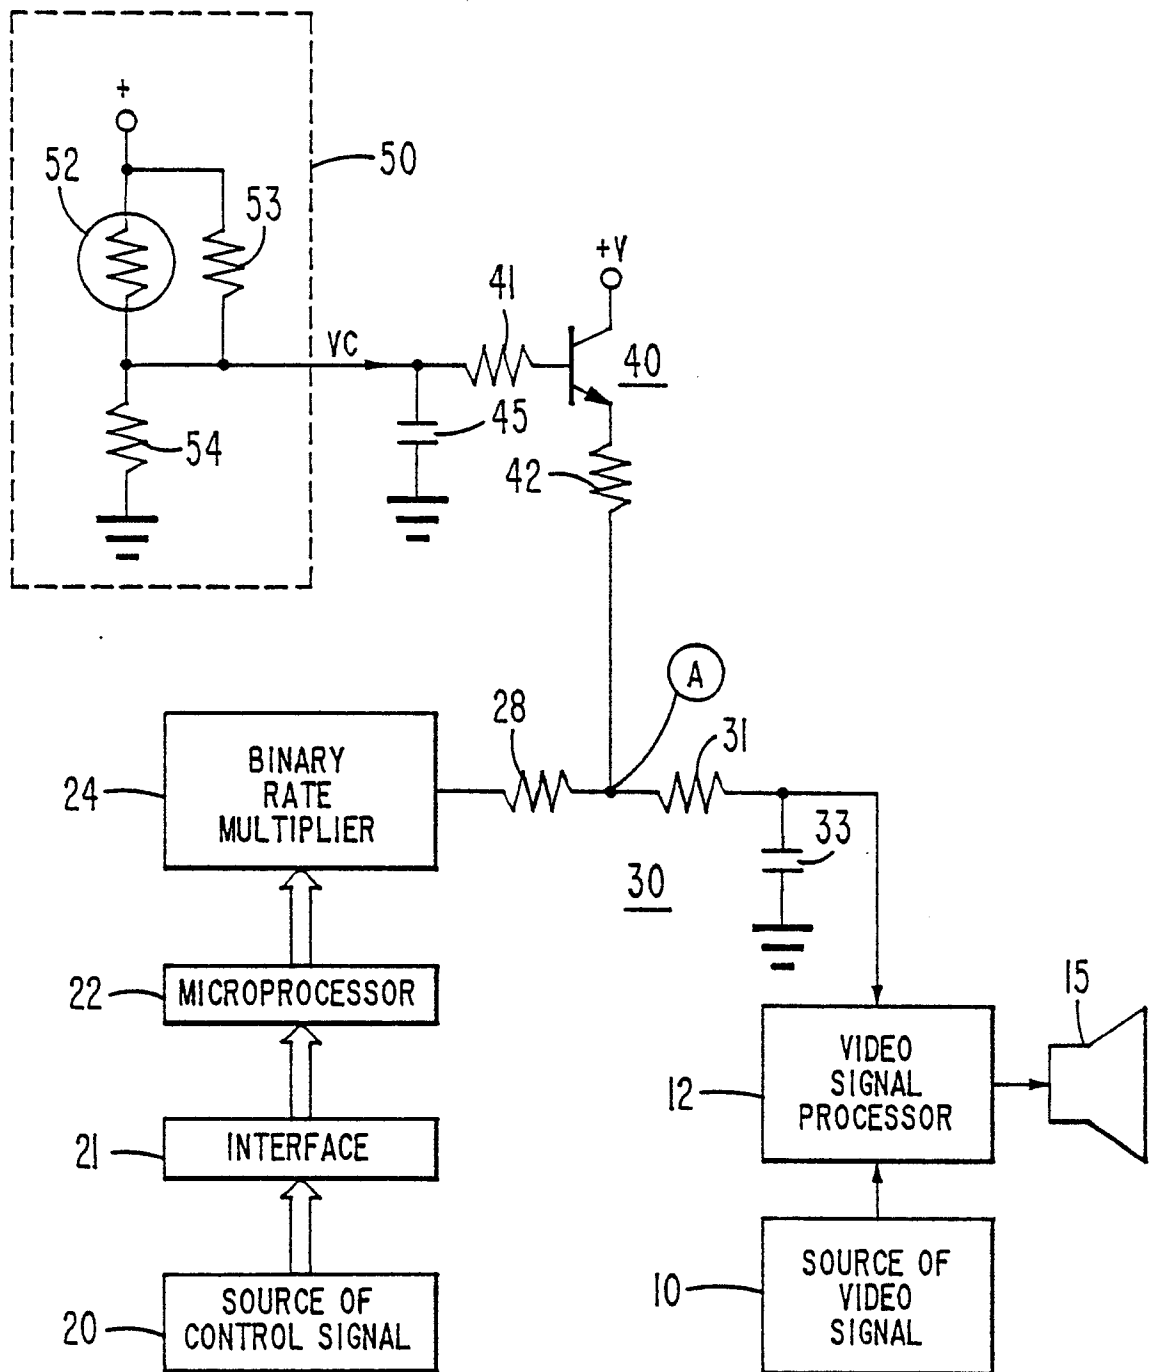 +
52
50
53
+V
41
VC
40
45
54
42
A
28
31
BINARY
RATE
MULTIPLIER
24
33
30
MICROPROCESSOR
22
15
VIDEO
SIGNAL
PROCESSOR
12
INTERFACE
21
SOURCE OF
VIDEO
SIGNAL
10
SOURCE OF
CONTROL SIGNAL
20